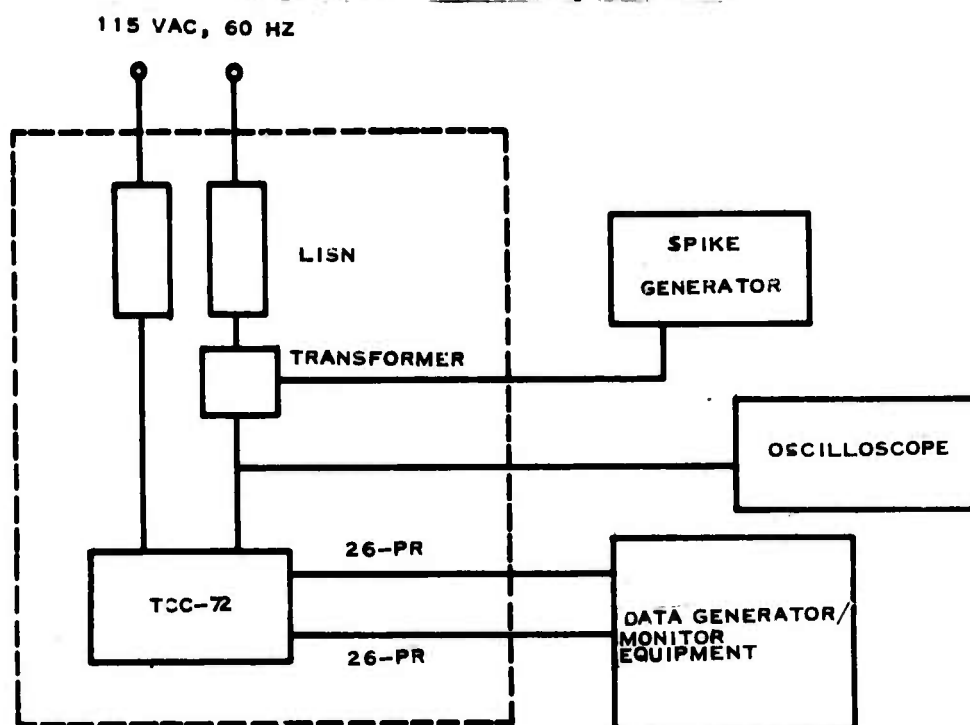 115 VAC, 60 HZ
LISN
SPIKE
GENERATOR
TRANSFORMER
OSCILLOSCOPE
26-PR
TCC-72
DATA GENERATOR/
MONITOR
EQUIPMENT
26-PR